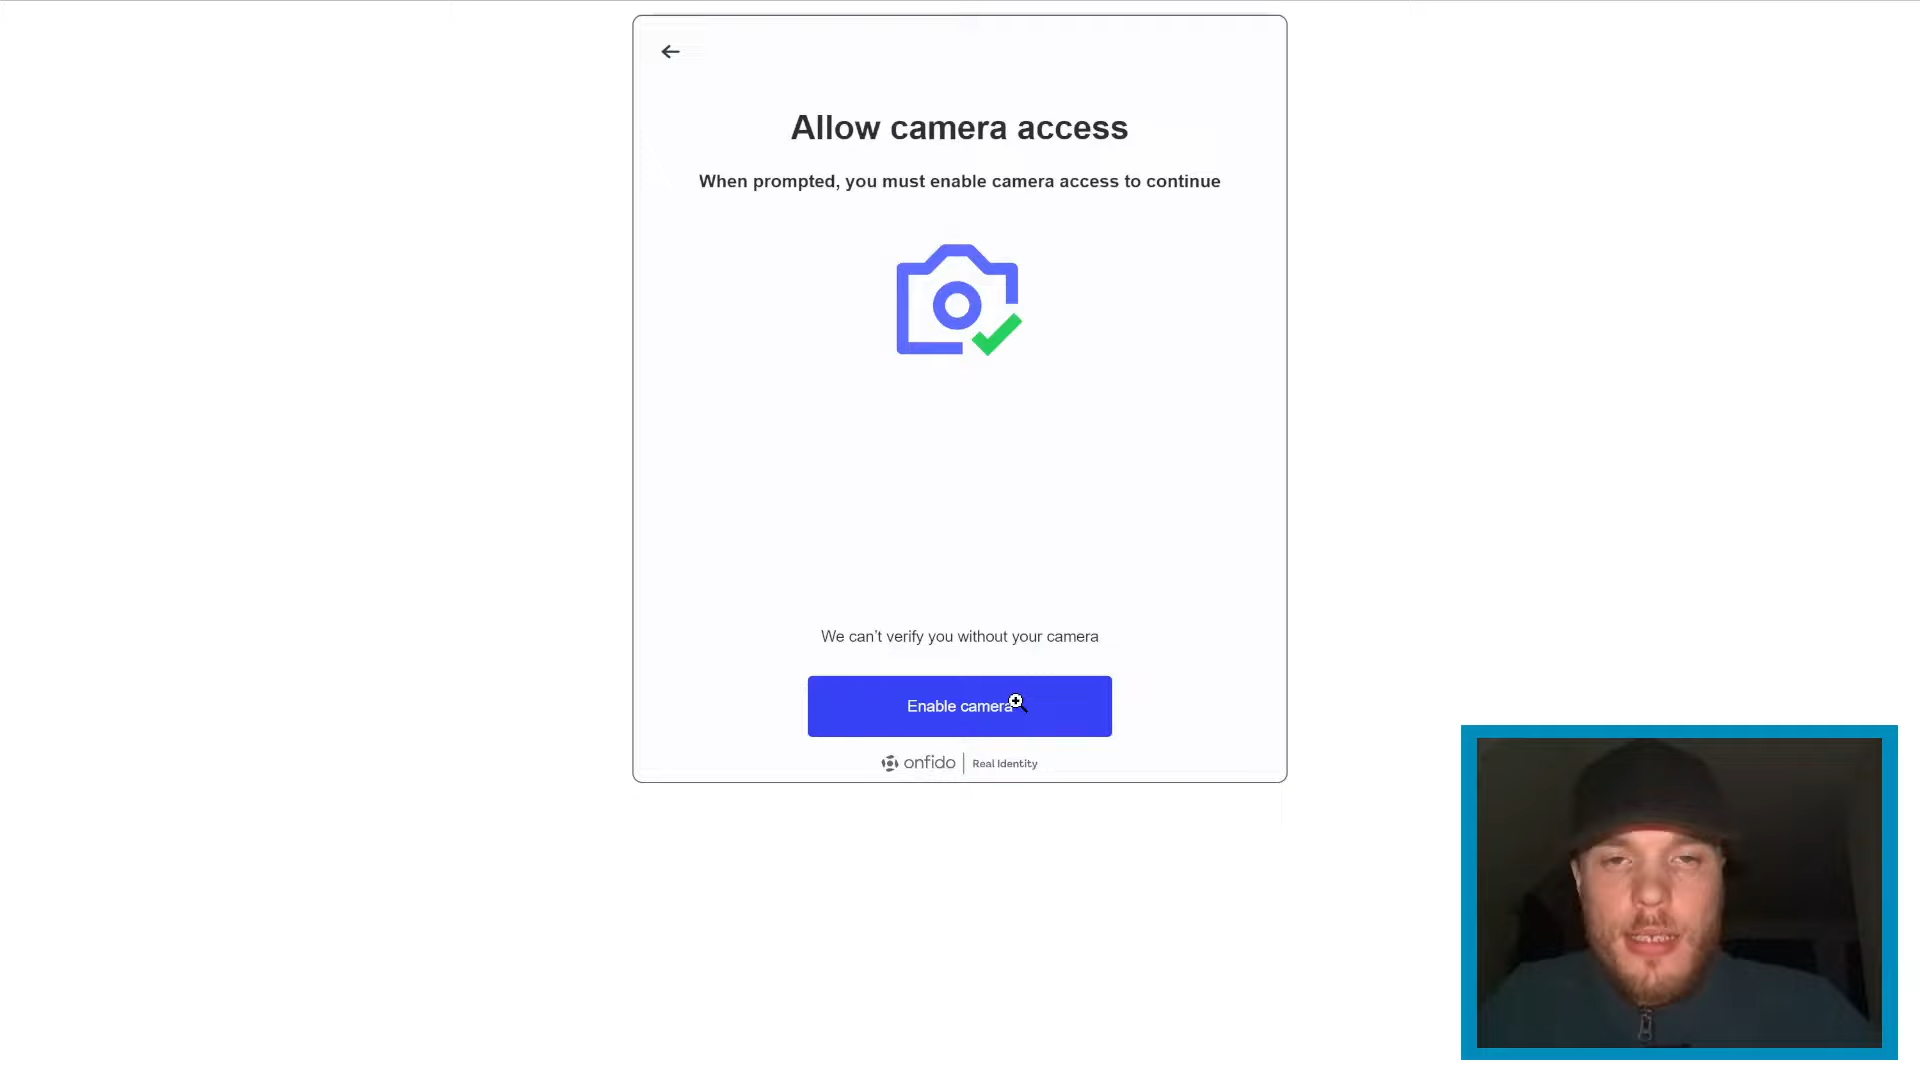 Allow camera access
When prompted, you must enable camera access to continue
We can't verify you without your camera
Enable camera
onfido | Real Identity